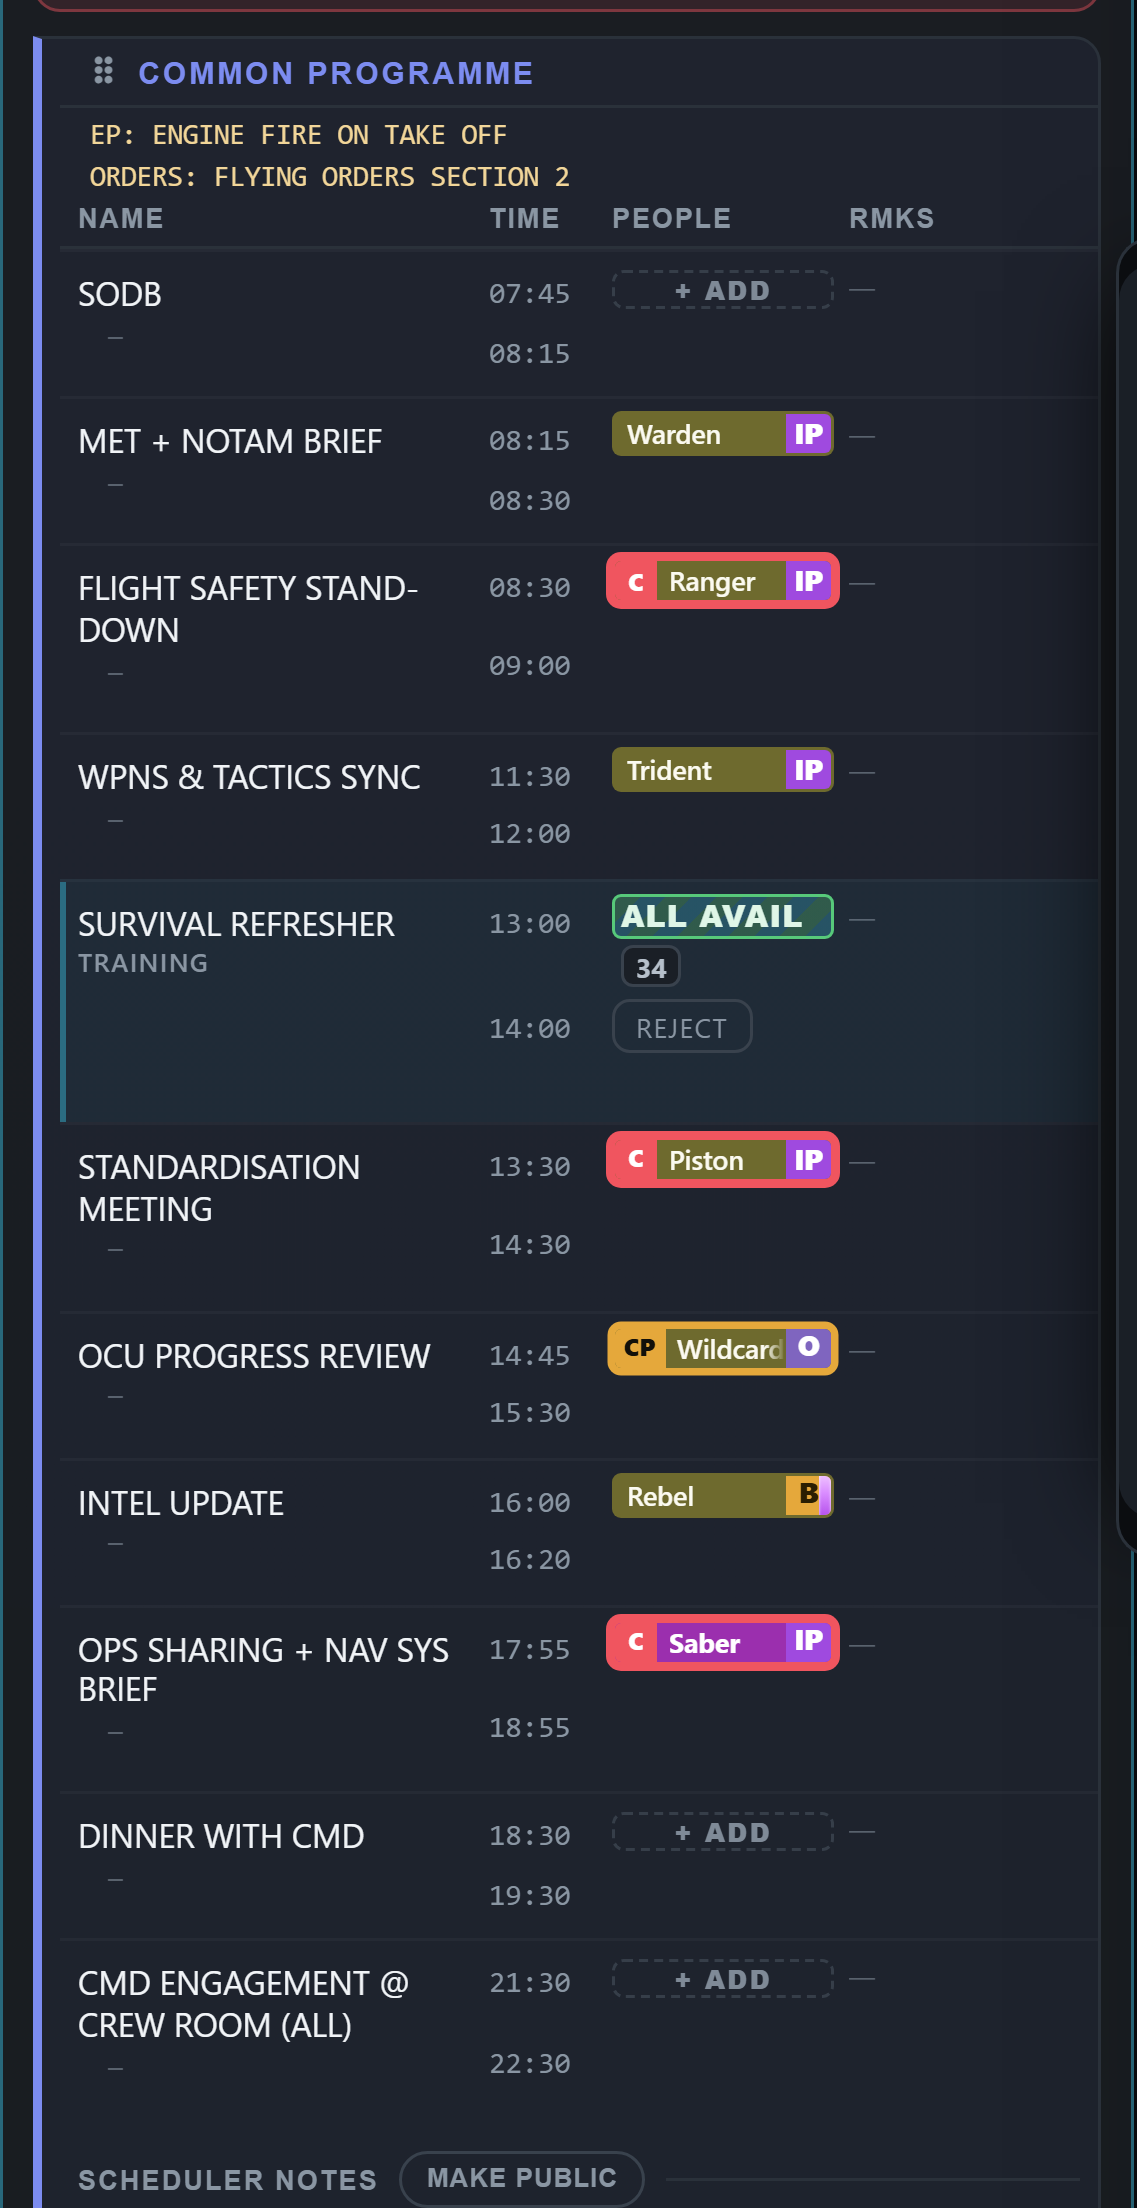 COMMON PROGRAMME
EP: ENGINE FIRE ON TAKE OFF
ORDERS: FLYING ORDERS SECTION 2
NAME TIME PEOPLE RMKS
SODB 07:45 + ADD —
— 08:15
MET + NOTAM BRIEF 08:15 Warden IP —
— 08:30
FLIGHT SAFETY STAND- 08:30 C Ranger IP —
DOWN
— 09:00
WPNS & TACTICS SYNC 11:30 Trident IP —
— 12:00
SURVIVAL REFRESHER 13:00 ALL AVAIL —
TRAINING 34
14:00 REJECT
STANDARDISATION 13:30 C Piston IP —
MEETING
— 14:30
OCU PROGRESS REVIEW 14:45 CP Wildcard O —
— 15:30
INTEL UPDATE 16:00 Rebel B —
— 16:20
OPS SHARING + NAV SYS 17:55 C Saber IP —
BRIEF
— 18:55
DINNER WITH CMD 18:30 + ADD —
— 19:30
CMD ENGAGEMENT @ 21:30 + ADD —
CREW ROOM (ALL)
— 22:30
SCHEDULER NOTES MAKE PUBLIC